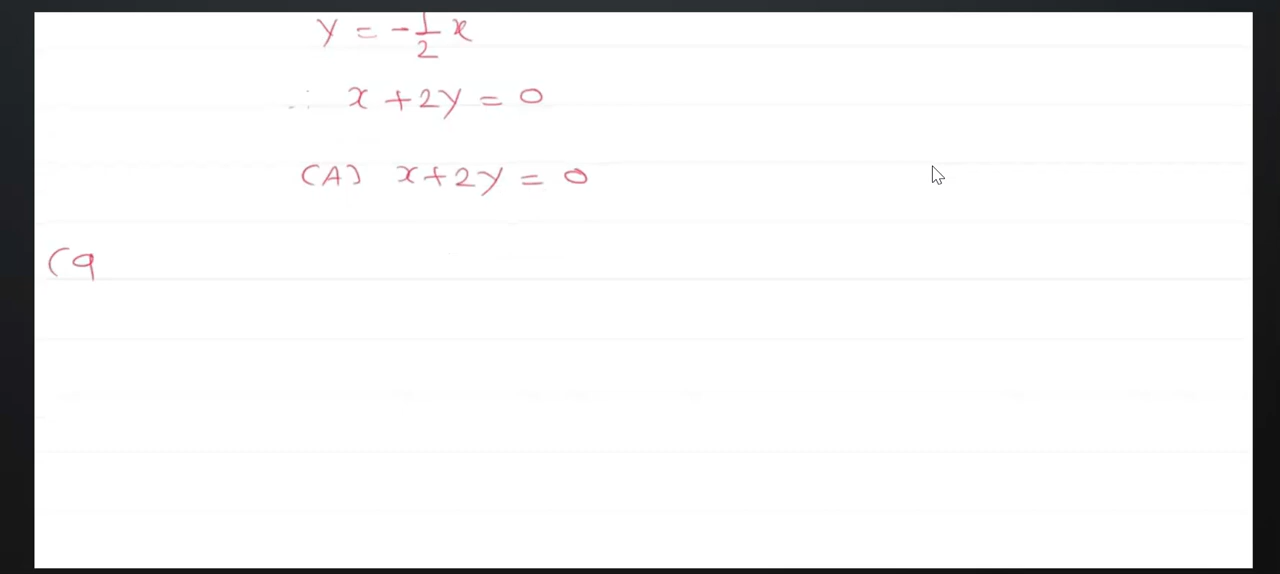 y = -1/2 x
∴ x + 2y = 0
(A) x + 2y = 0
(9